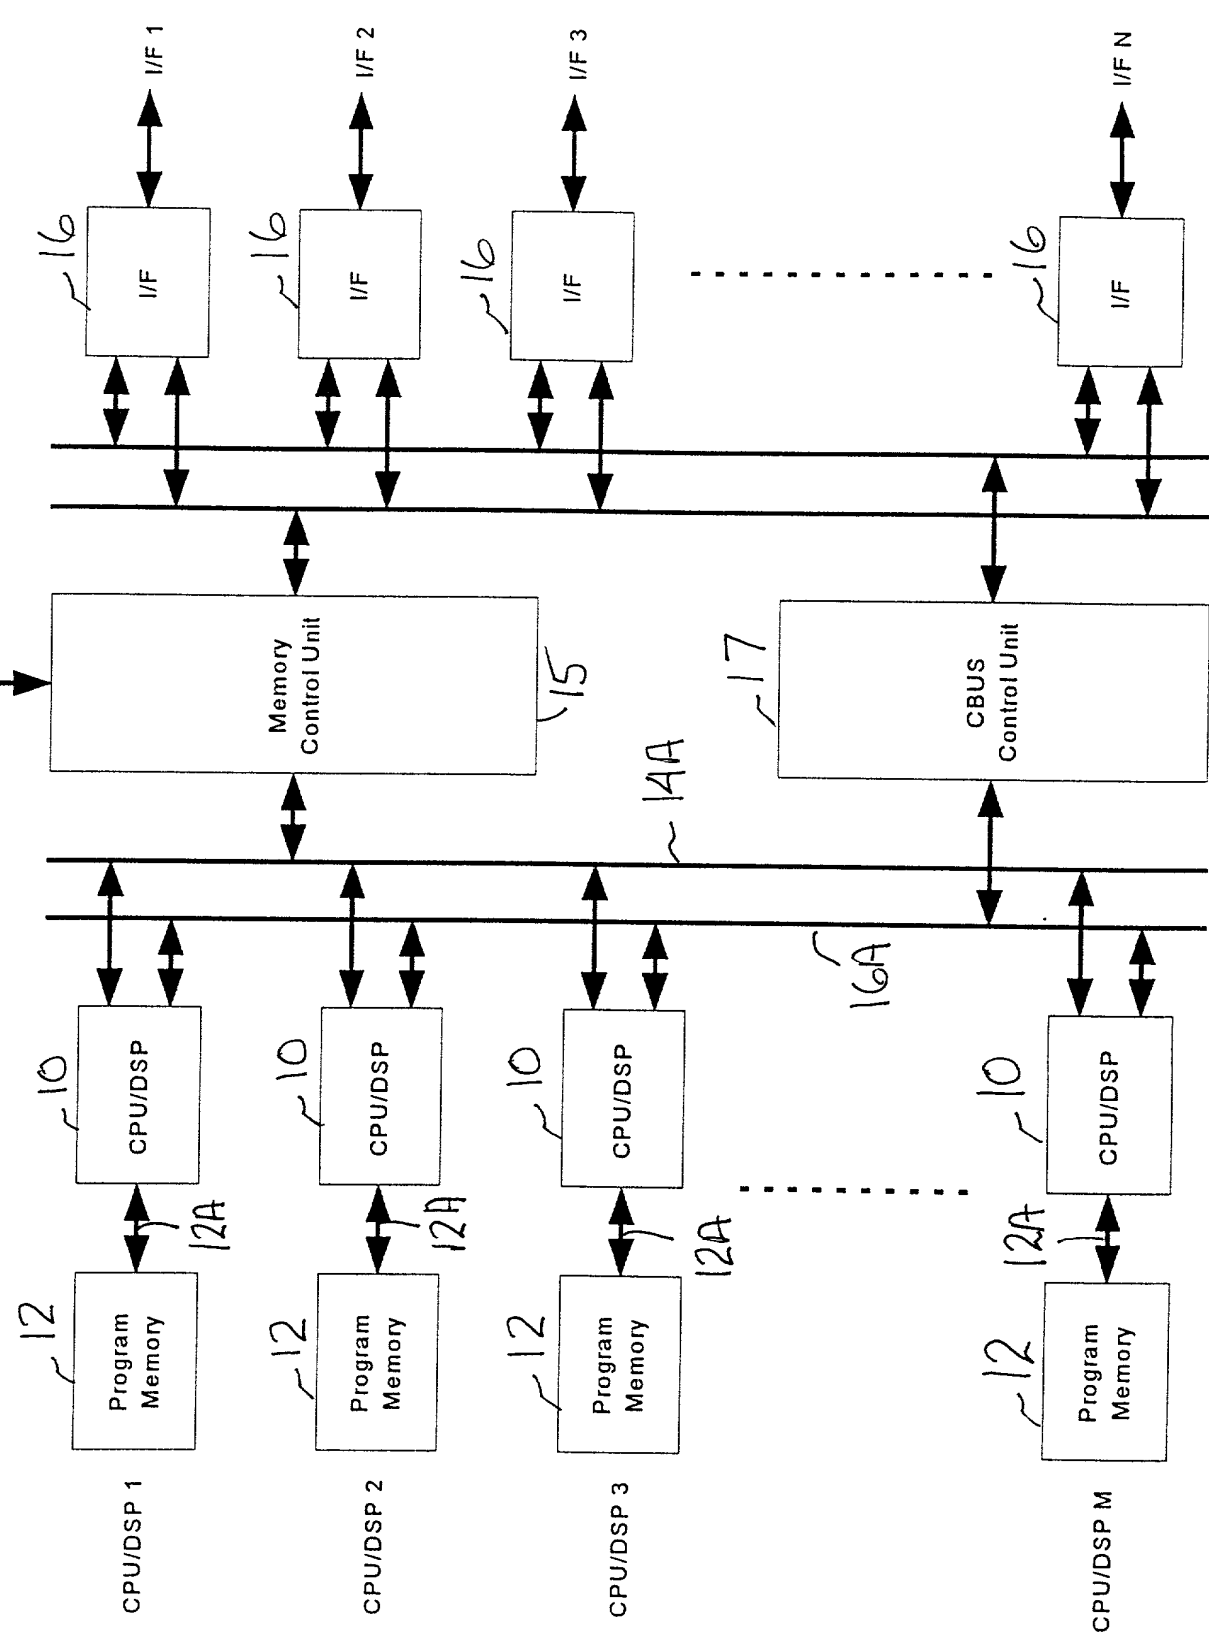 CPU/DSP 1
12
Program
Memory
12A
10
CPU/DSP
16
I/F
I/F 1
CPU/DSP 2
12
Program
Memory
12A
10
CPU/DSP
16
I/F
I/F 2
Memory
Control Unit
15
CPU/DSP 3
12
Program
Memory
12A
10
CPU/DSP
14A
16
I/F
I/F 3
16A
17
CBUS
Control Unit
CPU/DSP M
12
Program
Memory
12A
10
CPU/DSP
16
I/F
I/F N